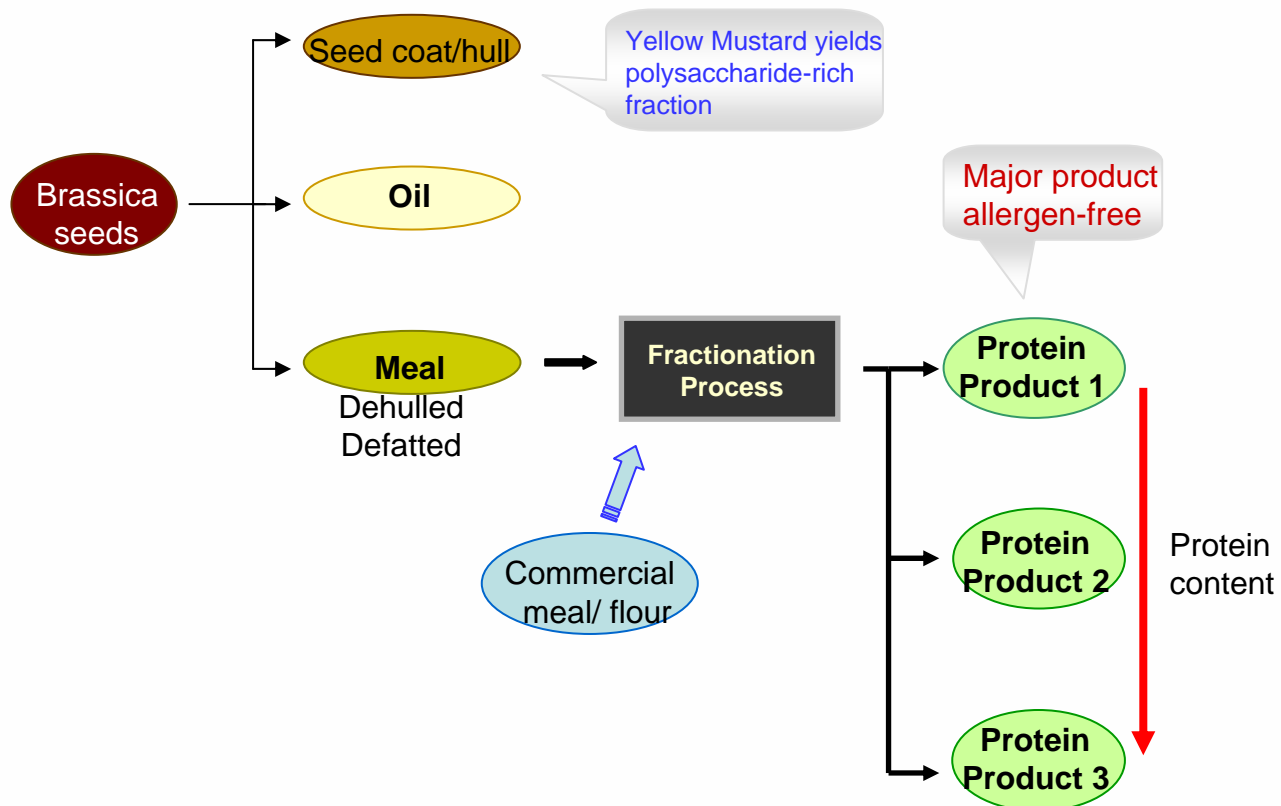 Seed coat/hull
Yellow Mustard yields
polysaccharide-rich
fraction
Brassica
seeds
Oil
Major product
allergen-free
Meal
Dehulled
Defatted
Fractionation
Process
Protein
Product 1
Commercial
meal/ flour
Protein
Product 2
Protein
content
Protein
Product 3